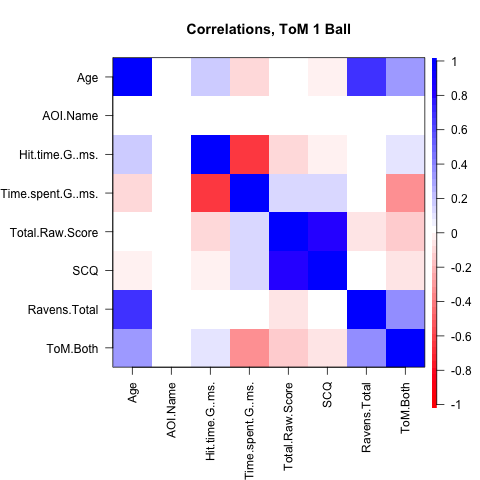 Correlations, ToM 1 Ball
Age
AOI.Name
Hit.time.G..ms.
Time.spent.G..ms.
Total.Raw.Score
SCQ
Ravens.Total
ToM.Both
1
0.8
0.6
0.4
0.2
0
-0.2
-0.4
-0.6
-0.8
-1
Age
AOI.Name
Hit.time.G..ms.
Time.spent.G..ms.
Total.Raw.Score
SCQ
Ravens.Total
ToM.Both